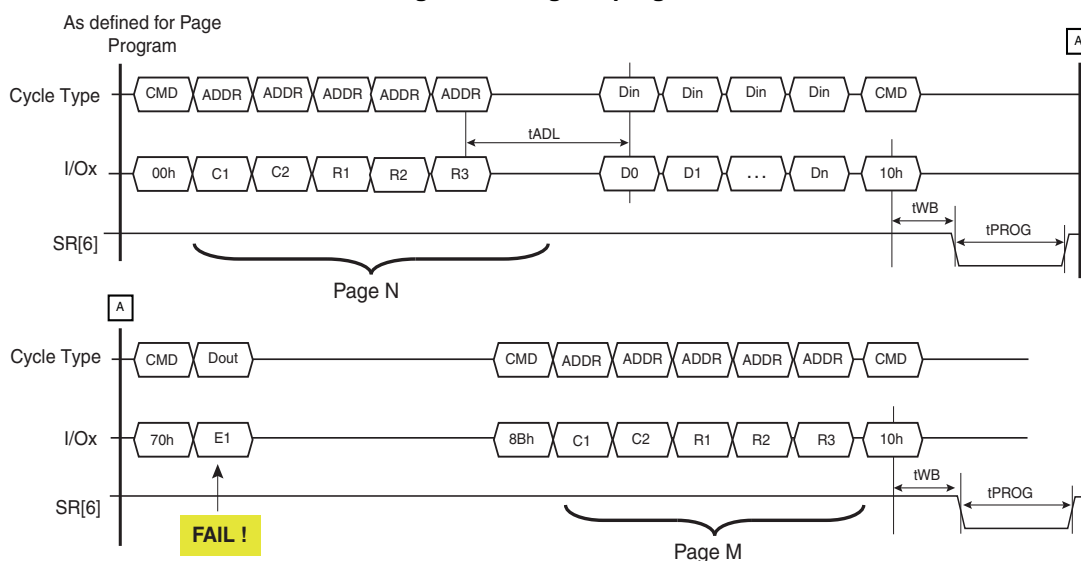 As defined for Page
Program
A
Cycle Type CMD ADDR ADDR ADDR ADDR ADDR Din Din Din Din CMD
tADL
I/Ox 00h C1 C2 R1 R2 R3 D0 D1 ... Dn 10h
tWB
tPROG
SR[6]
Page N
A
Cycle Type CMD Dout CMD ADDR ADDR ADDR ADDR ADDR CMD
I/Ox 70h E1 8Bh C1 C2 R1 R2 R3 10h
tWB
tPROG
SR[6]
FAIL !
Page M